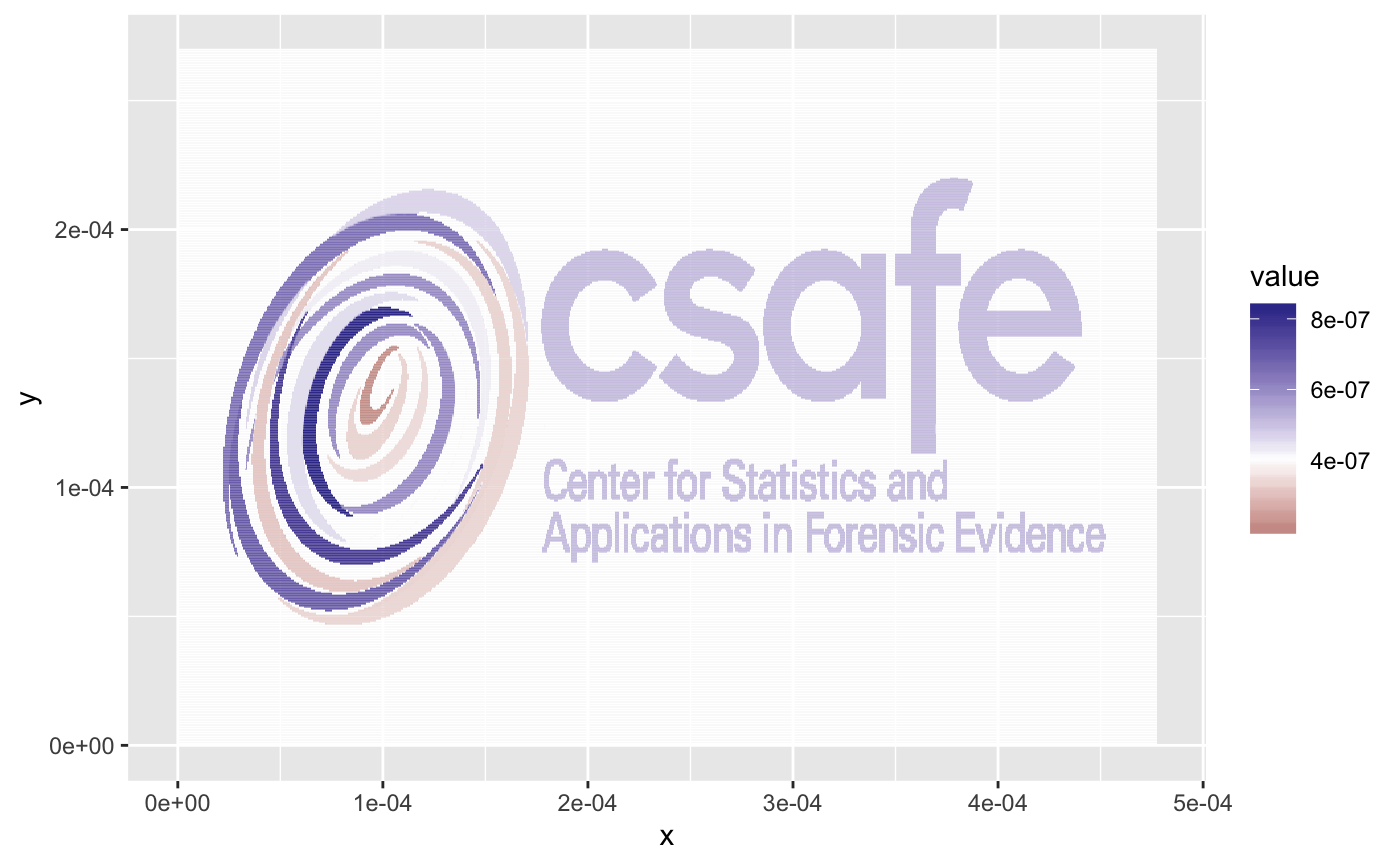 csafe
Center for Statistics and
Applications in Forensic Evidence
y
2e-04
1e-04
0e+00
0e+00 1e-04 2e-04 3e-04 4e-04 5e-04
x
value
8e-07
6e-07
4e-07